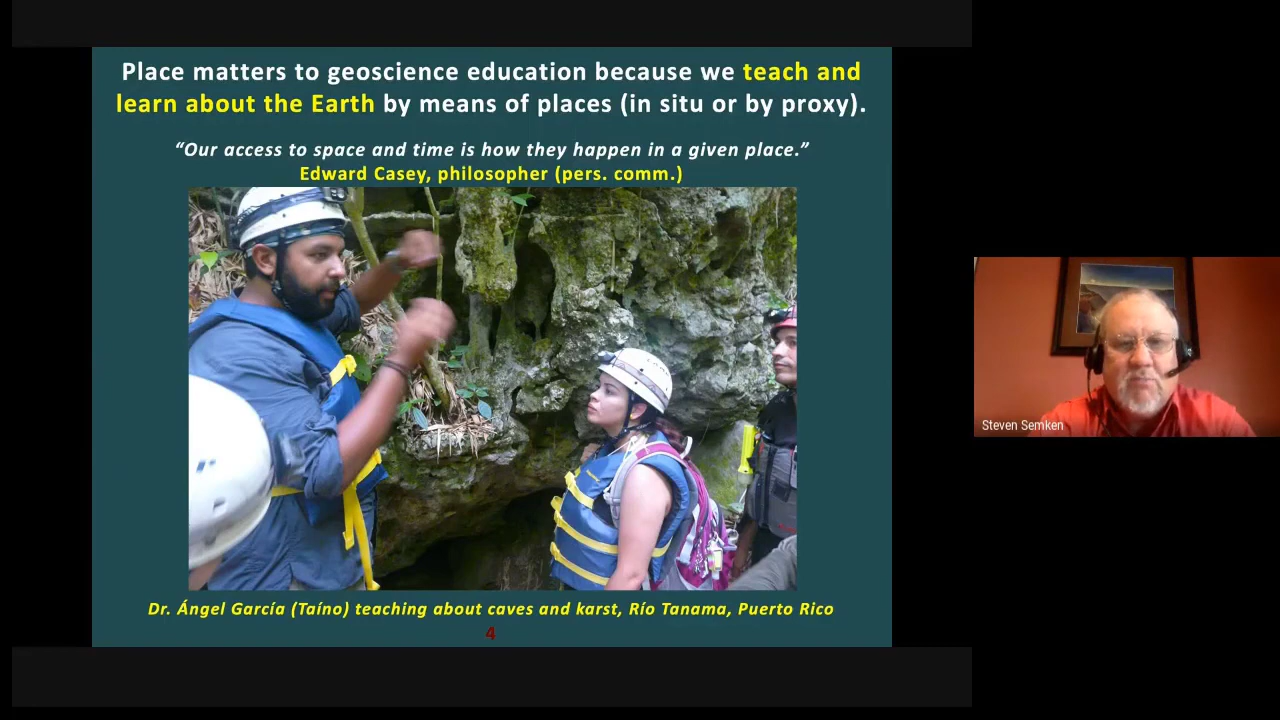 Place matters to geoscience education because we teach and
learn about the Earth by means of places (in situ or by proxy).
“Our access to space and time is how they happen in a given place.”
Edward Casey, philosopher (pers. comm.)
Dr. Ángel García (Taíno) teaching about caves and karst, Río Tanama, Puerto Rico
4
Steven Semken